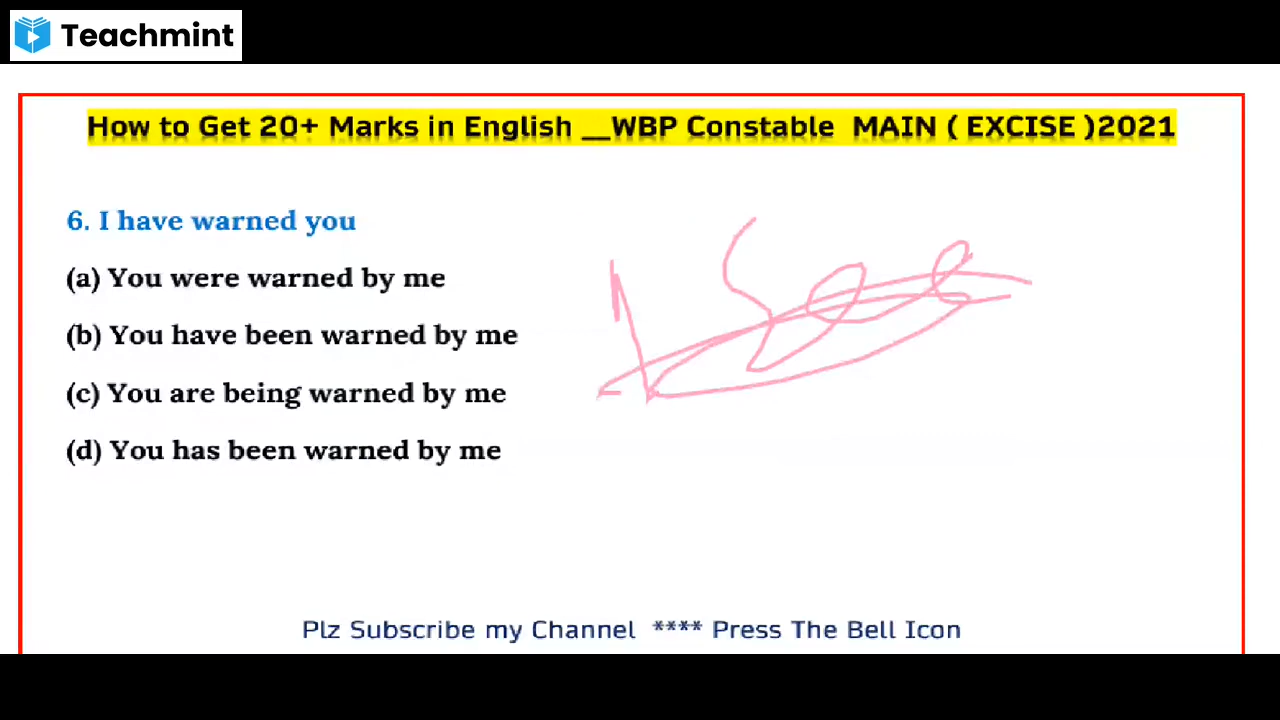 Teachmint
How to Get 20+ Marks in English __WBP Constable MAIN ( EXCISE )2021
6. I have warned you
(a) You were warned by me
(b) You have been warned by me
(c) You are being warned by me
(d) You has been warned by me
Plz Subscribe my Channel **** Press The Bell Icon